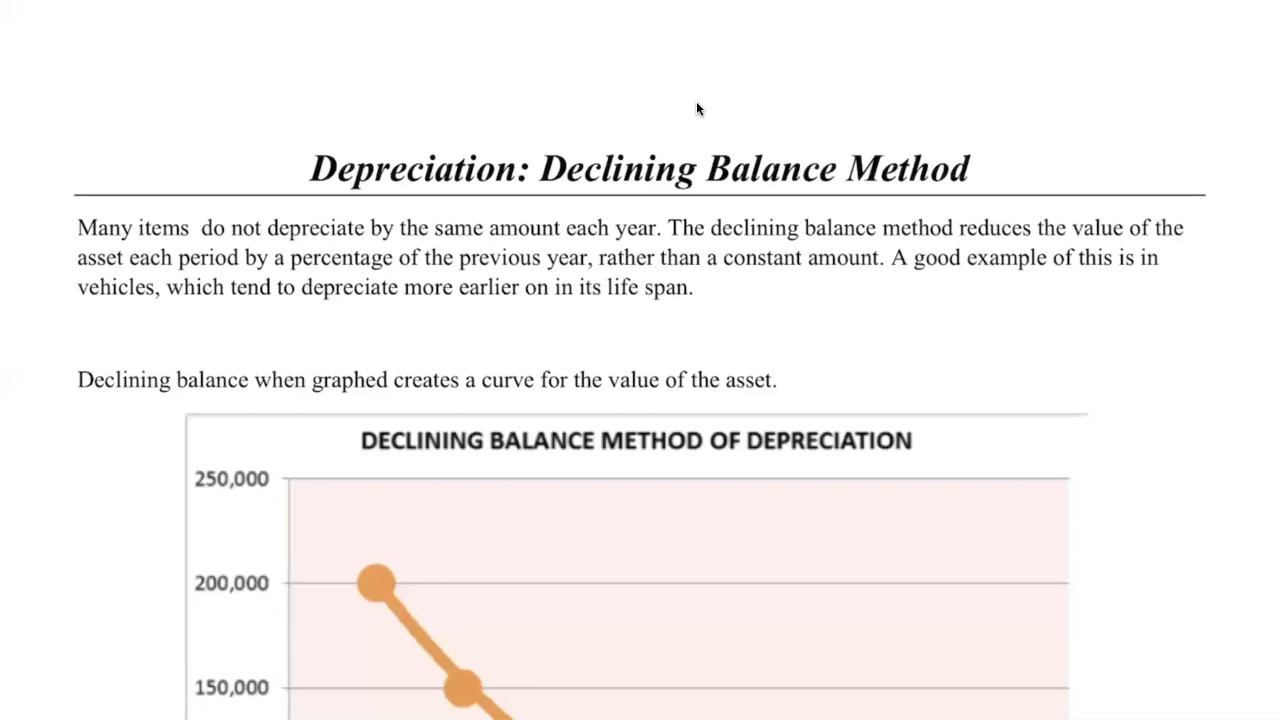 Depreciation: Declining Balance Method
Many items do not depreciate by the same amount each year. The declining balance method reduces the value of the
asset each period by a percentage of the previous year, rather than a constant amount. A good example of this is in
vehicles, which tend to depreciate more earlier on in its life span.
Declining balance when graphed creates a curve for the value of the asset.
DECLINING BALANCE METHOD OF DEPRECIATION
250,000
200,000
150,000